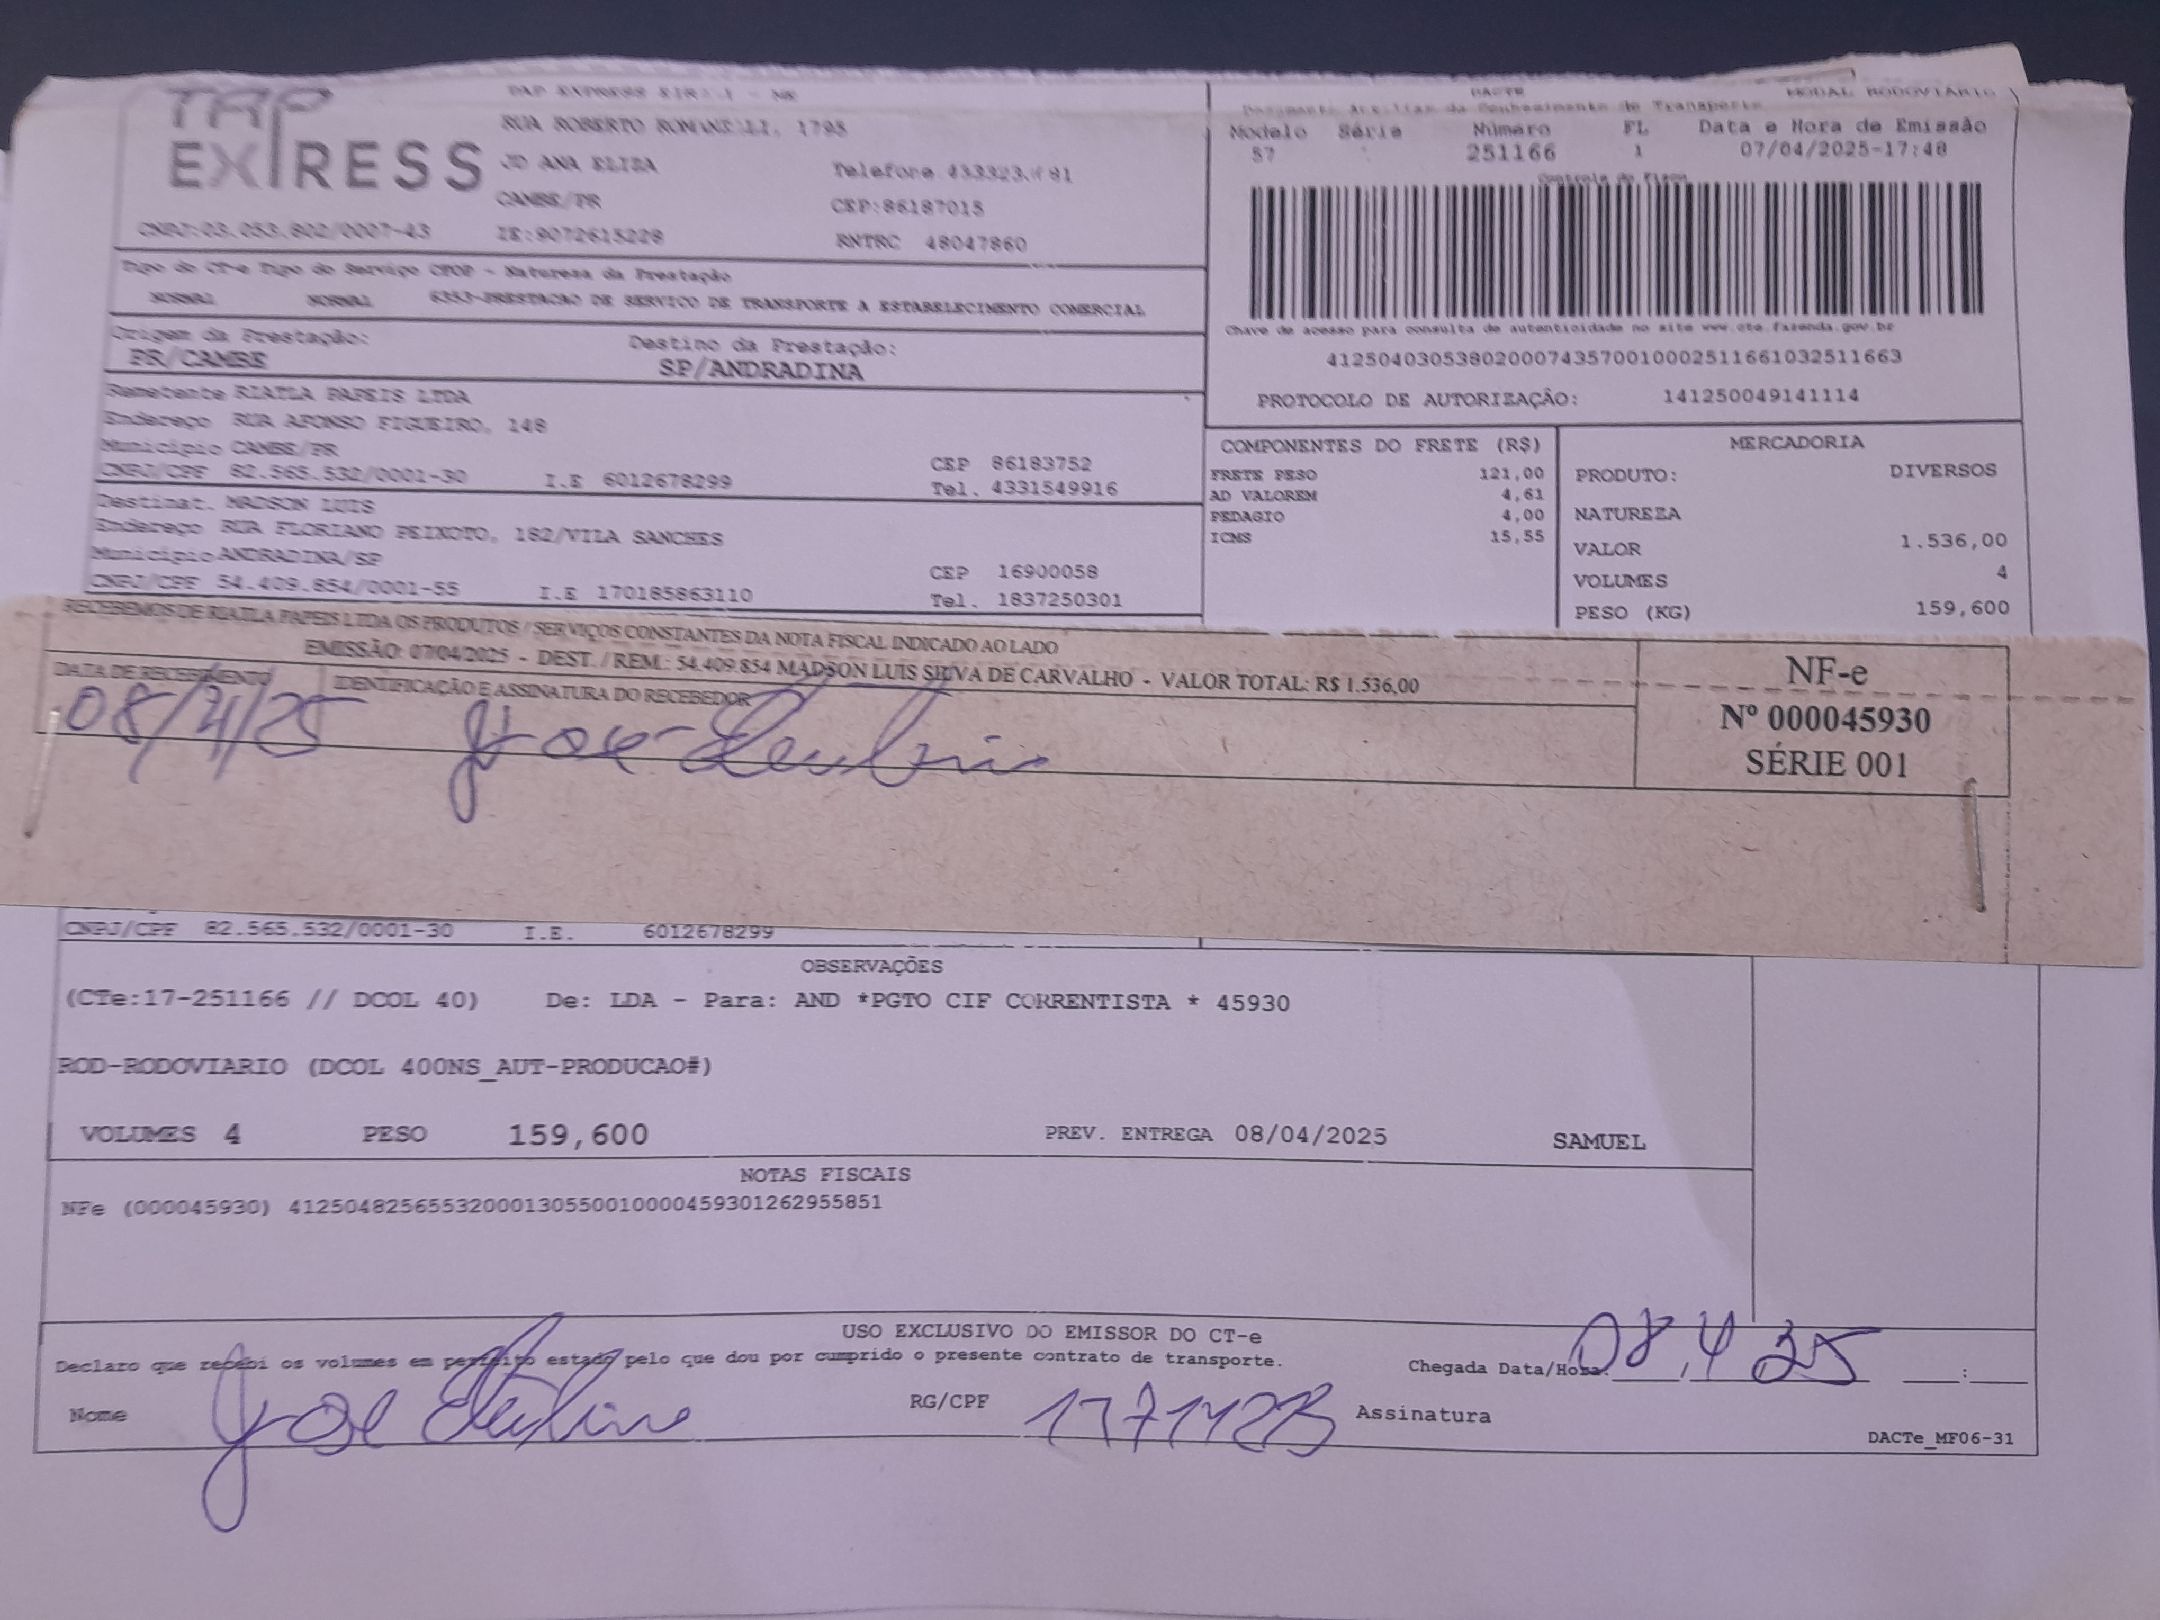 TAP EXPRESS
RUA ROBERTO ROMANELLI, 1795
JD ANA ELIZA
CAMBE/PR
Telefone
CEP:86187015
CNPJ:03.053.802/0007-43 IE:9072615228 RNTRC 48047860
DACTE MODAL RODOVIARIO
Documento Auxiliar do Conhecimento de Transporte
Modelo Série Número FL Data e Hora de Emissão
57 251166 1 07/04/2025-17:48
Controle do Fisco
Chave de acesso para consulta de autenticidade no site www.cte.fazenda.gov.br
41250403053802000743570010002511661032511663
PROTOCOLO DE AUTORIZAÇÃO: 141250049141114
Tipo do CT-e Tipo do Serviço CFOP - Natureza da Prestação
NORMAL NORMAL 6353-PRESTACAO DE SERVICO DE TRANSPORTE A ESTABELECIMENTO COMERCIAL
Origem da Prestação: Destino da Prestação:
PR/CAMBE SP/ANDRADINA
Remetente RIATLA PAPEIS LTDA
Endereço RUA AFONSO FIGUEIRO, 148
Municipio CAMBE/PR CEP 86183752
CNPJ/CPF 82.565.532/0001-30 I.E 6012678299 Tel. 4331549916
Destinat. MADSON LUIS
Endereço RUA FLORIANO PEIXOTO, 182/VILA SANCHES
Municipio ANDRADINA/SP CEP 16900058
CNPJ/CPF 54.409.854/0001-55 I.E 170185863110 Tel. 1837250301
COMPONENTES DO FRETE (R$)
FRETE PESO 121,00
AD VALOREM 4,61
PEDAGIO 4,00
ICMS 15,55
MERCADORIA
PRODUTO: DIVERSOS
NATUREZA
VALOR 1.536,00
VOLUMES 4
PESO (KG) 159,600
RECEBEMOS DE RIATLA PAPEIS LTDA OS PRODUTOS / SERVIÇOS CONSTANTES DA NOTA FISCAL INDICADO AO LADO
EMISSÃO: 07/04/2025 - DEST. / REM.: 54.409.854 MADSON LUIS SILVA DE CARVALHO - VALOR TOTAL: R$ 1.536,00
DATA DE RECEBIMENTO IDENTIFICAÇÃO E ASSINATURA DO RECEBEDOR
08/4/25 Jose
NF-e
Nº 000045930
SÉRIE 001
CNPJ/CPF 82.565.532/0001-30 I.E. 6012678299
OBSERVAÇÕES
(CTe:17-251166 // DCOL 40) De: LDA - Para: AND *PGTO CIF CORRENTISTA * 45930
ROD-RODOVIARIO (DCOL 400NS_AUT-PRODUCAO#)
VOLUMES 4 PESO 159,600 PREV. ENTREGA 08/04/2025 SAMUEL
NOTAS FISCAIS
NFe (000045930) 41250482565532000130550010000459301262955851
USO EXCLUSIVO DO EMISSOR DO CT-e
Declaro que recebi os volumes em perfeito estado pelo que dou por cumprido o presente contrato de transporte. Chegada Data/Hora: 08,4 25 :
Nome Jose RG/CPF Assinatura
DACTe_MF06-31